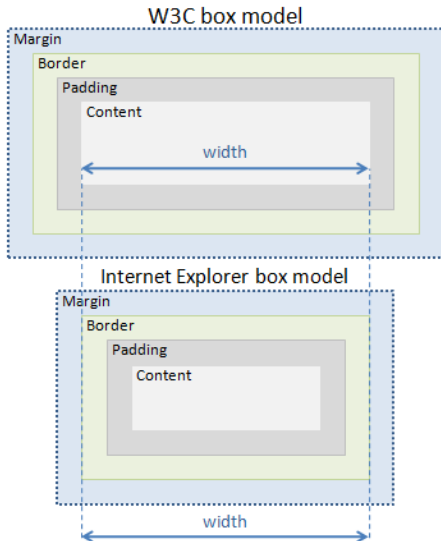 W3C box model
Margin
Border
Padding
Content
width
Internet Explorer box model
Margin
Border
Padding
Content
width